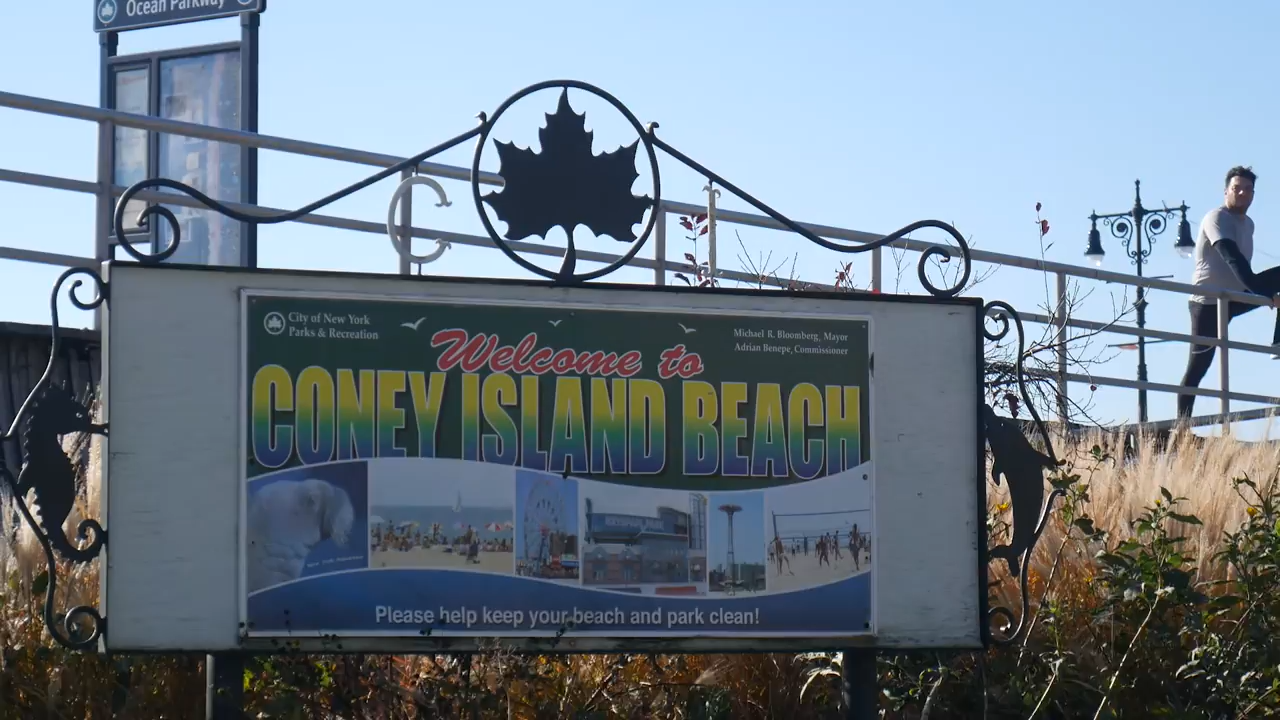 Ocean Parkway
City of New York
Parks & Recreation
Michael R. Bloomberg, Mayor
Adrian Benepe, Commissioner
Welcome to
CONEY ISLAND BEACH
Please help keep your beach and park clean!